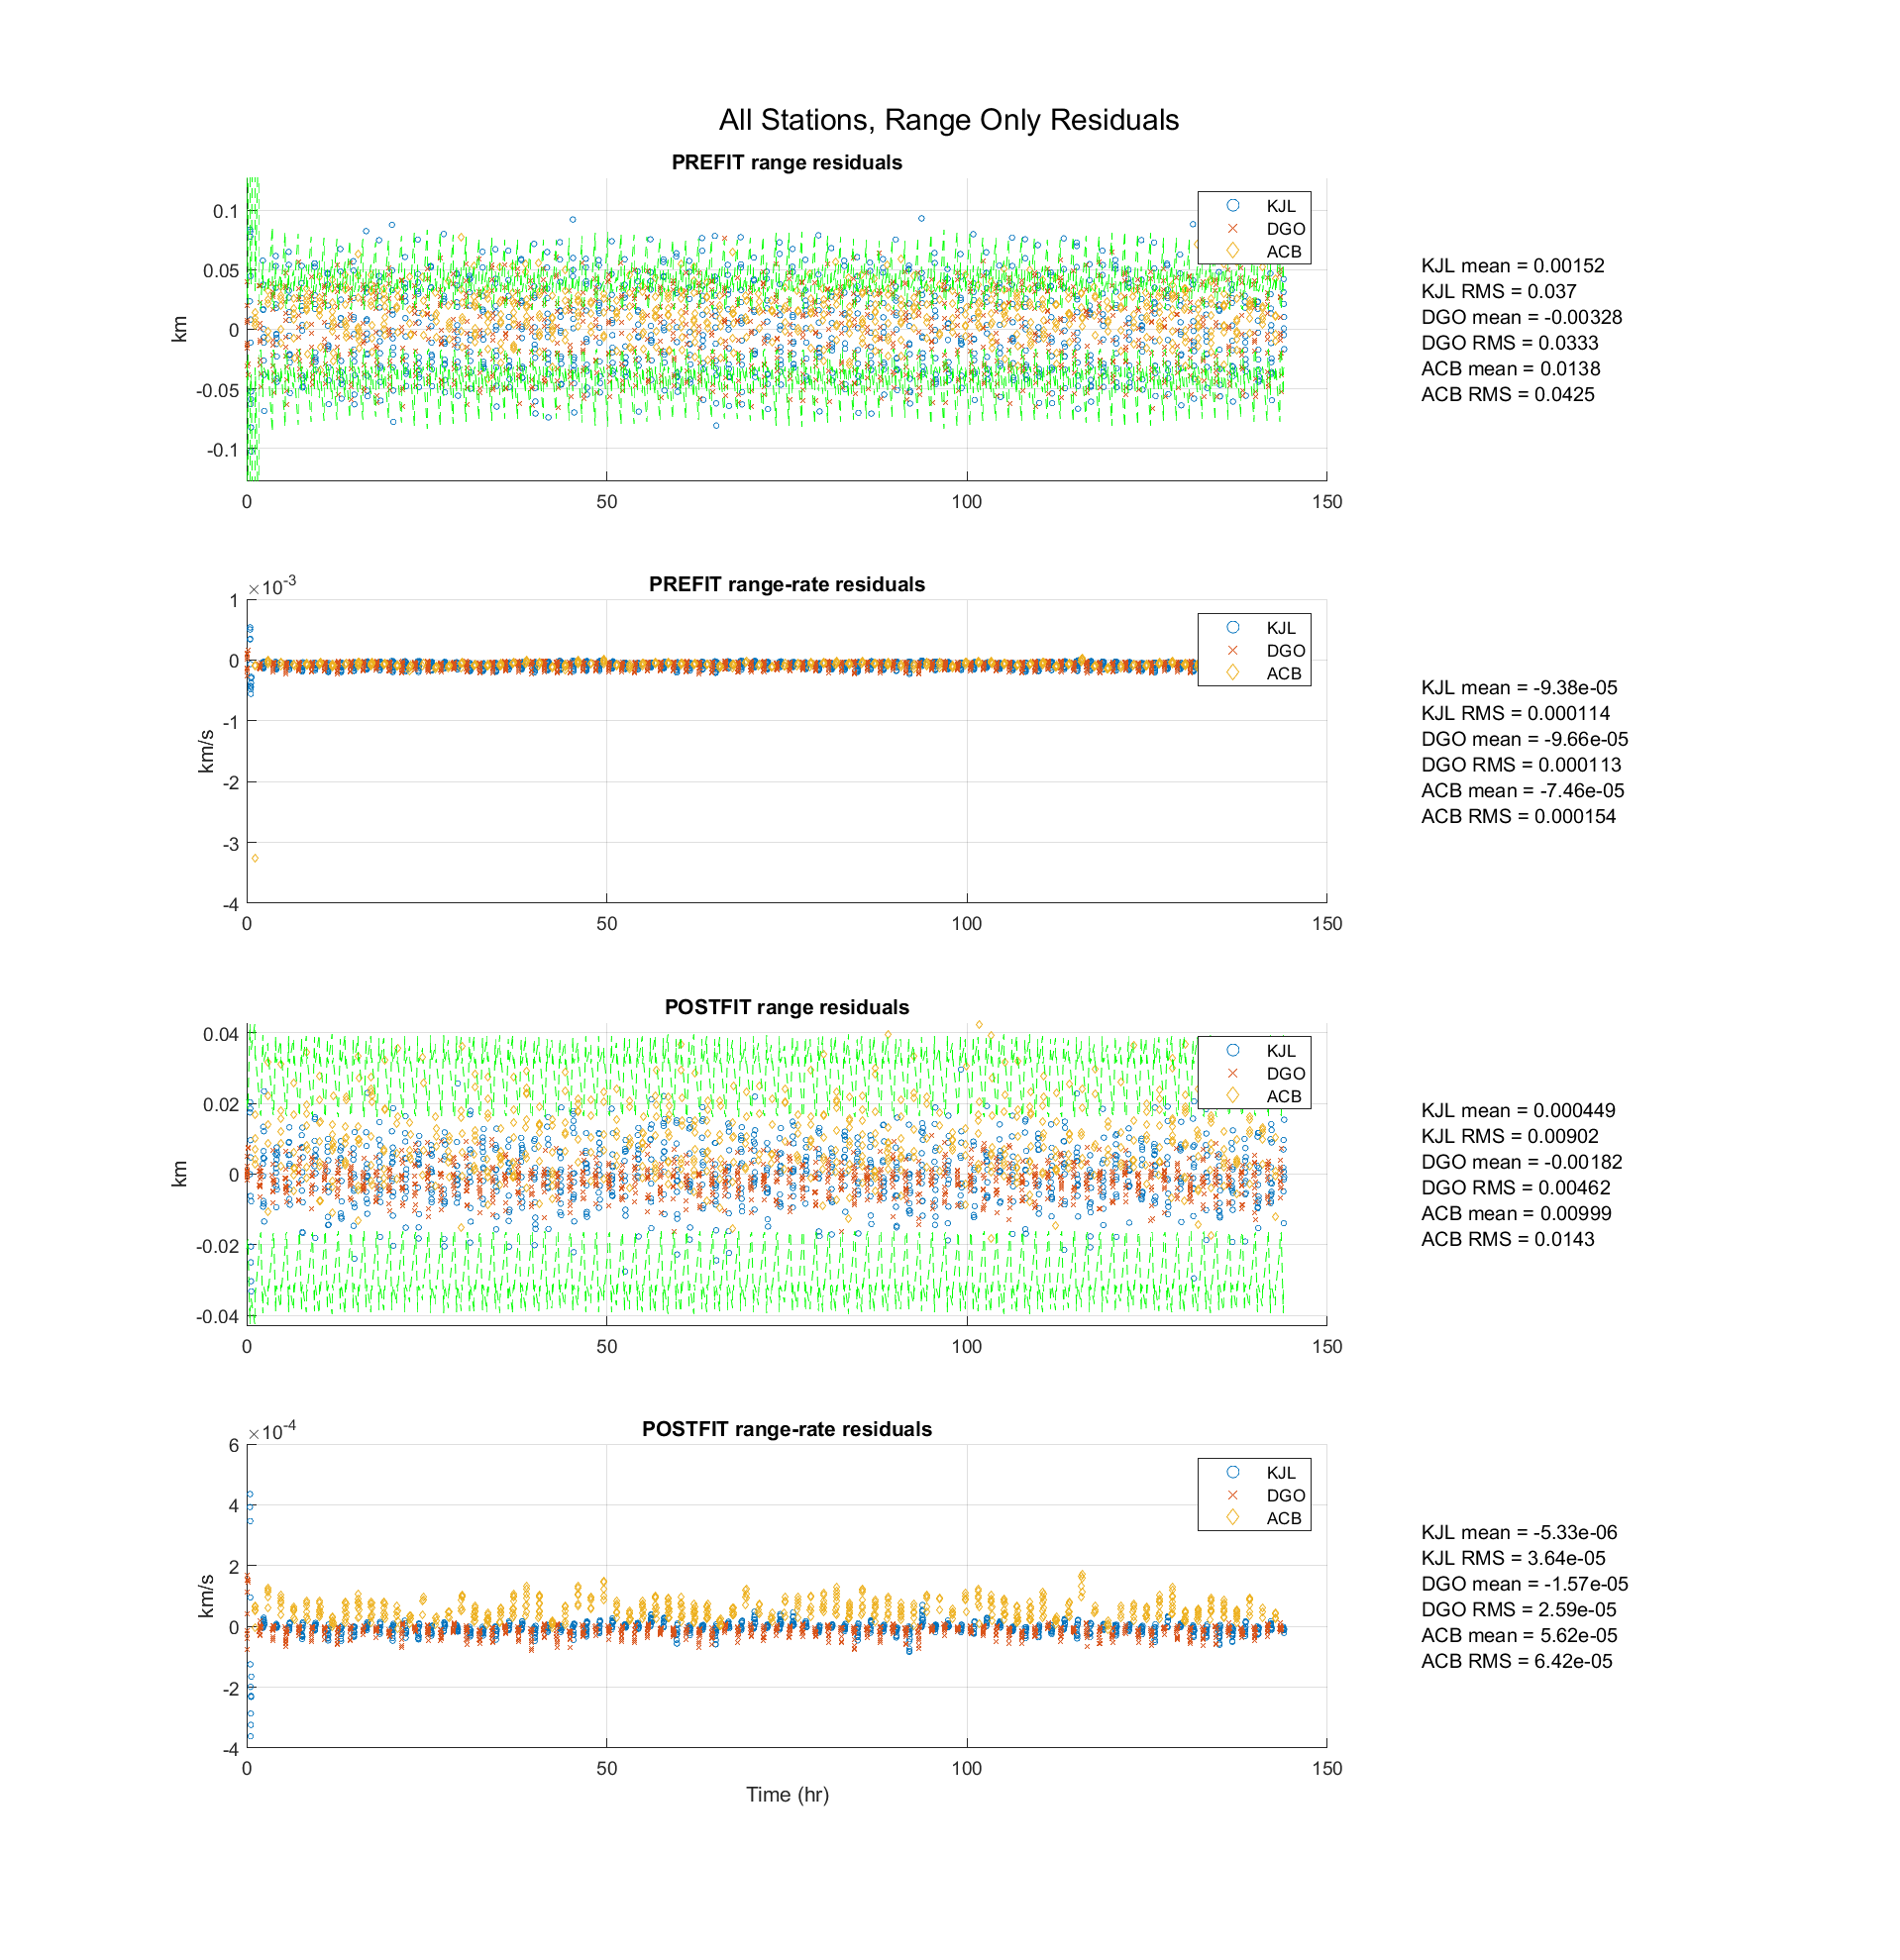 All Stations, Range Only Residuals
PREFIT range residuals
0.1
0.05
0
-0.05
-0.1
km
0 50 100 150
KJL
DGO
ACB
KJL mean = 0.00152
KJL RMS = 0.037
DGO mean = -0.00328
DGO RMS = 0.0333
ACB mean = 0.0138
ACB RMS = 0.0425
×10⁻³
PREFIT range-rate residuals
1
0
-1
-2
-3
-4
km/s
0 50 100 150
KJL
DGO
ACB
KJL mean = -9.38e-05
KJL RMS = 0.000114
DGO mean = -9.66e-05
DGO RMS = 0.000113
ACB mean = -7.46e-05
ACB RMS = 0.000154
POSTFIT range residuals
0.04
0.02
0
-0.02
-0.04
km
0 50 100 150
KJL
DGO
ACB
KJL mean = 0.000449
KJL RMS = 0.00902
DGO mean = -0.00182
DGO RMS = 0.00462
ACB mean = 0.00999
ACB RMS = 0.0143
×10⁻⁴
POSTFIT range-rate residuals
6
4
2
0
-2
-4
km/s
0 50 100 150
Time (hr)
KJL
DGO
ACB
KJL mean = -5.33e-06
KJL RMS = 3.64e-05
DGO mean = -1.57e-05
DGO RMS = 2.59e-05
ACB mean = 5.62e-05
ACB RMS = 6.42e-05